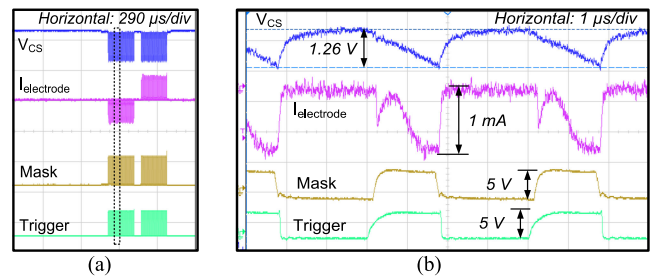 Horizontal: 290 μs/div
VCS
Ielectrode
Mask
Trigger
(a)
VCS
Horizontal: 1 μs/div
1.26 V
Ielectrode
1 mA
Mask
5 V
Trigger
5 V
(b)